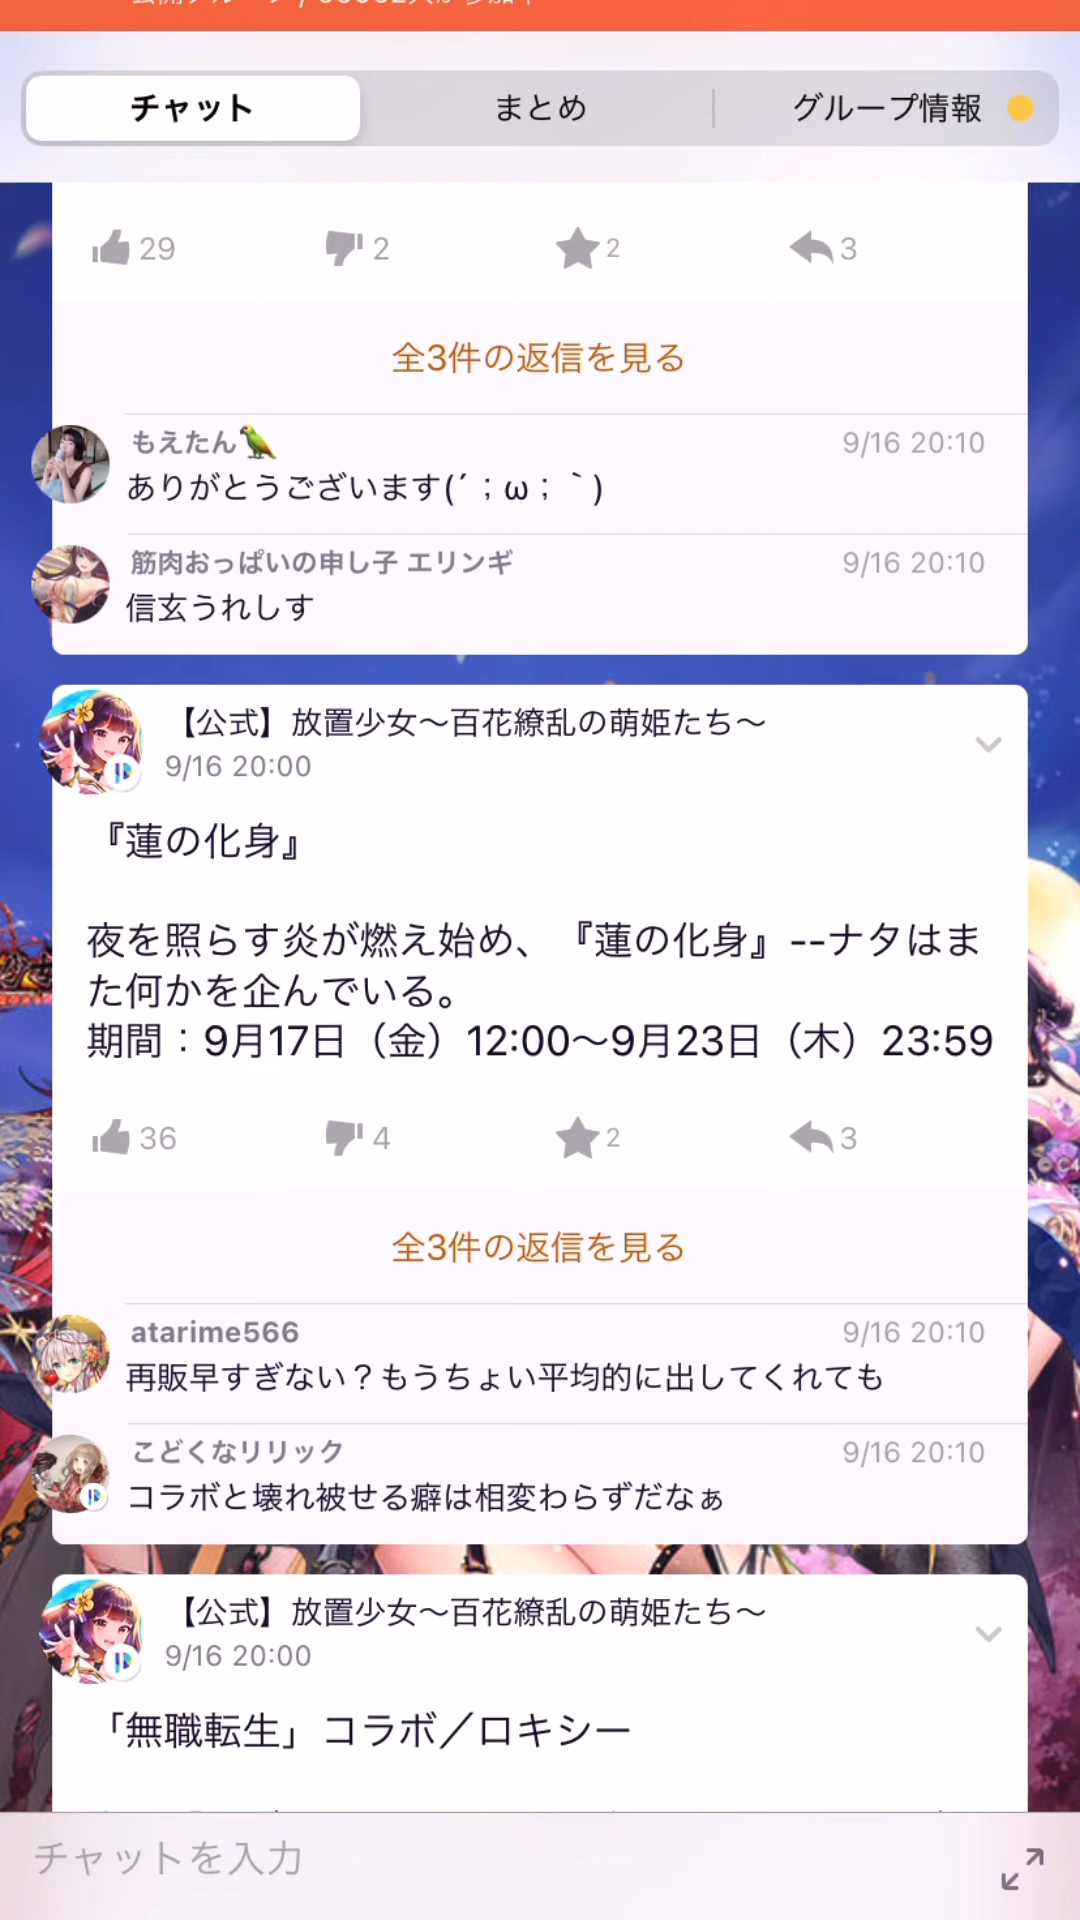 チャット
まとめ
グループ情報
29
2
2
3
全3件の返信を見る
もえたん🦜
9/16 20:10
ありがとうございます(´；ω；｀)
筋肉おっぱいの申し子 エリンギ
9/16 20:10
信玄うれしす
【公式】放置少女〜百花繚乱の萌姫たち〜
9/16 20:00
『蓮の化身』
夜を照らす炎が燃え始め、『蓮の化身』--ナタはま
た何かを企んでいる。
期間：9月17日（金）12:00〜9月23日（木）23:59
36
4
2
3
全3件の返信を見る
atarime566
9/16 20:10
再販早すぎない？もうちょい平均的に出してくれても
こどくなリリック
9/16 20:10
コラボと壊れ被せる癖は相変わらずだなぁ
【公式】放置少女〜百花繚乱の萌姫たち〜
9/16 20:00
「無職転生」コラボ／ロキシー
チャットを入力